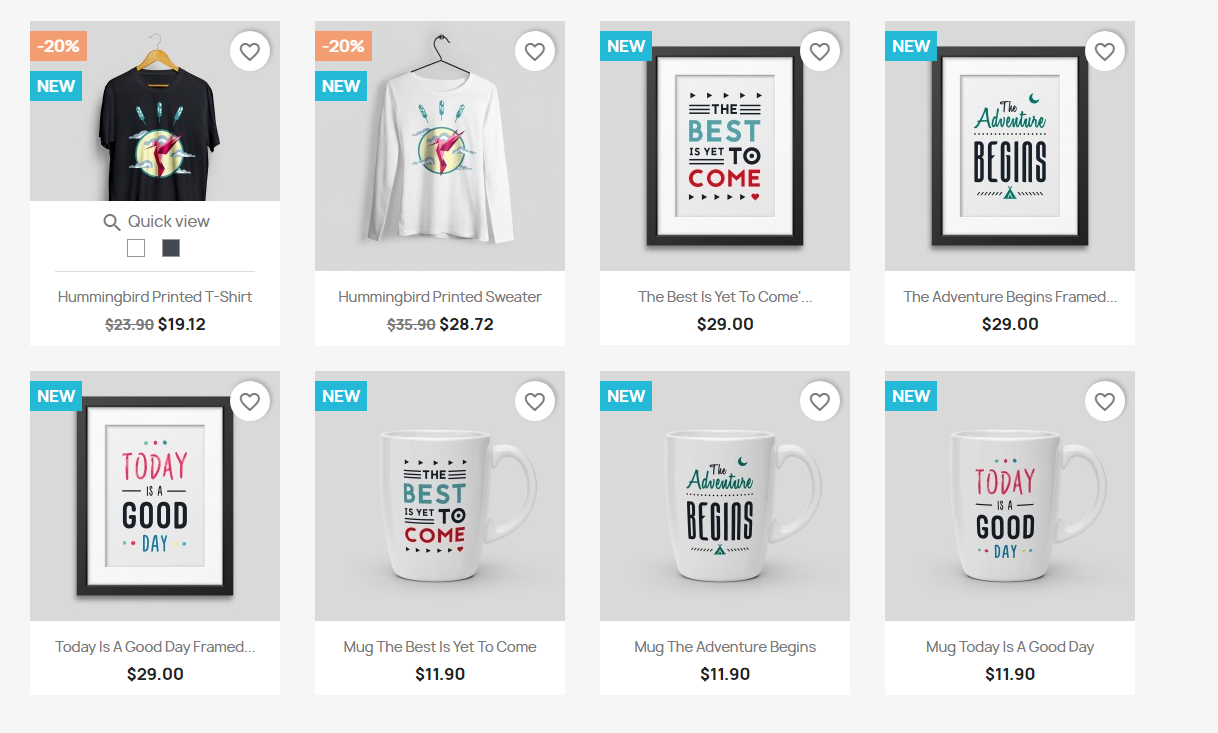 -20%
NEW
Quick view
Hummingbird Printed T-Shirt
$23.90 $19.12
-20%
NEW
Hummingbird Printed Sweater
$35.90 $28.72
NEW
THE
BEST
IS YET TO
COME
The Best Is Yet To Come'...
$29.00
NEW
The
Adventure
BEGINS
The Adventure Begins Framed...
$29.00
NEW
TODAY
IS A
GOOD
DAY
Today Is A Good Day Framed...
$29.00
NEW
THE
BEST
IS YET TO
COME
Mug The Best Is Yet To Come
$11.90
NEW
The
Adventure
BEGINS
Mug The Adventure Begins
$11.90
NEW
TODAY
IS A
GOOD
DAY
Mug Today Is A Good Day
$11.90